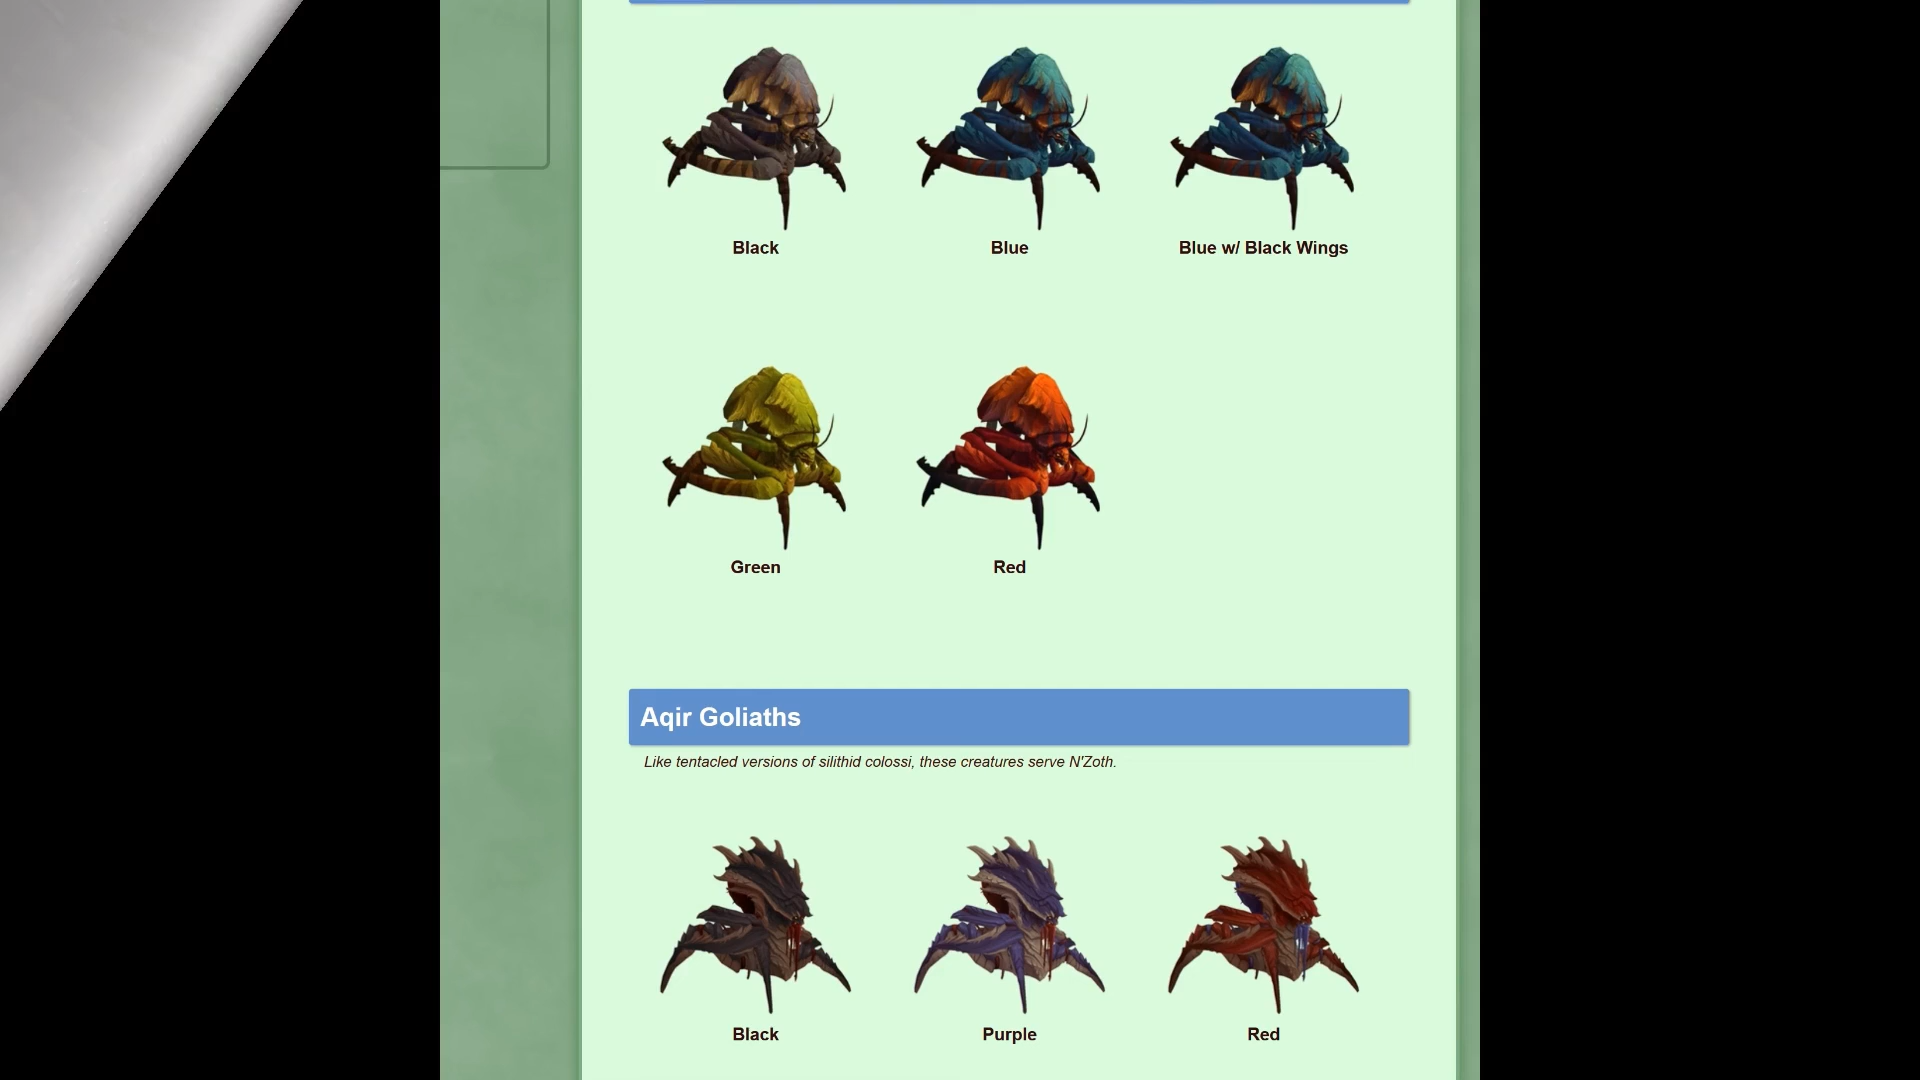 Black
Blue
Blue w/ Black Wings
Green
Red
Aqir Goliaths
Like tentacled versions of silithid colossi, these creatures serve N'Zoth.
Black
Purple
Red